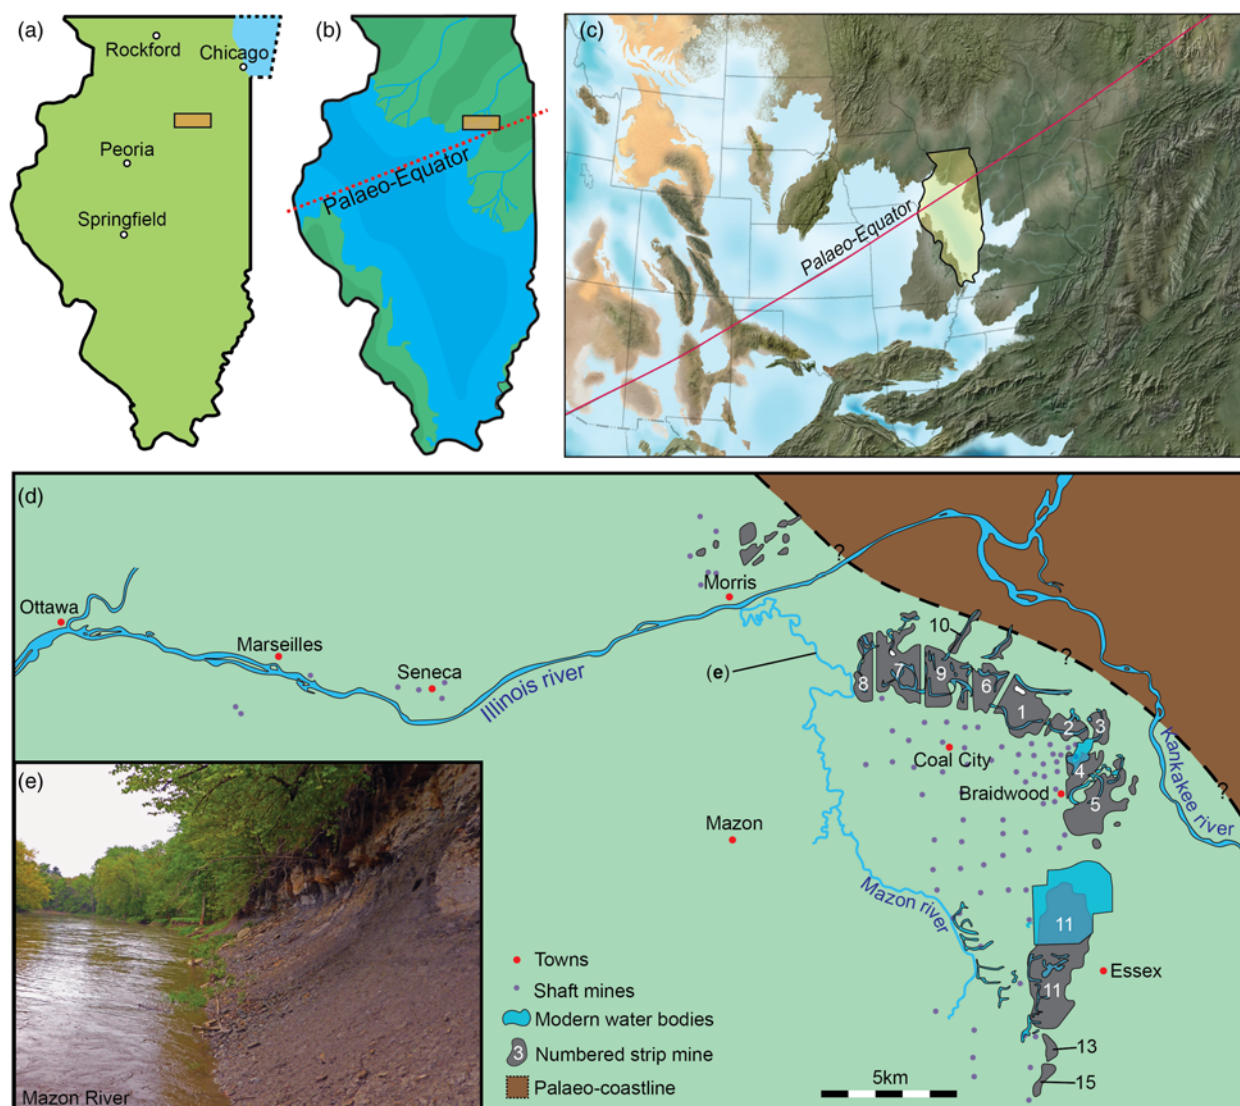 (a)
Rockford
Chicago
Peoria
Springfield
(b)
Palaeo-Equator
(c)
Palaeo-Equator
(d)
Ottawa
Marseilles
Seneca
Illinois river
Morris
?
10
(e)
8
7
9
6
1
2
3
?
Coal City
4
Braidwood
5
?
Kankakee river
Mazon
Mazon river
11
11
Essex
13
15
Towns
Shaft mines
Modern water bodies
3 Numbered strip mine
Palaeo-coastline
5km
(e)
Mazon River